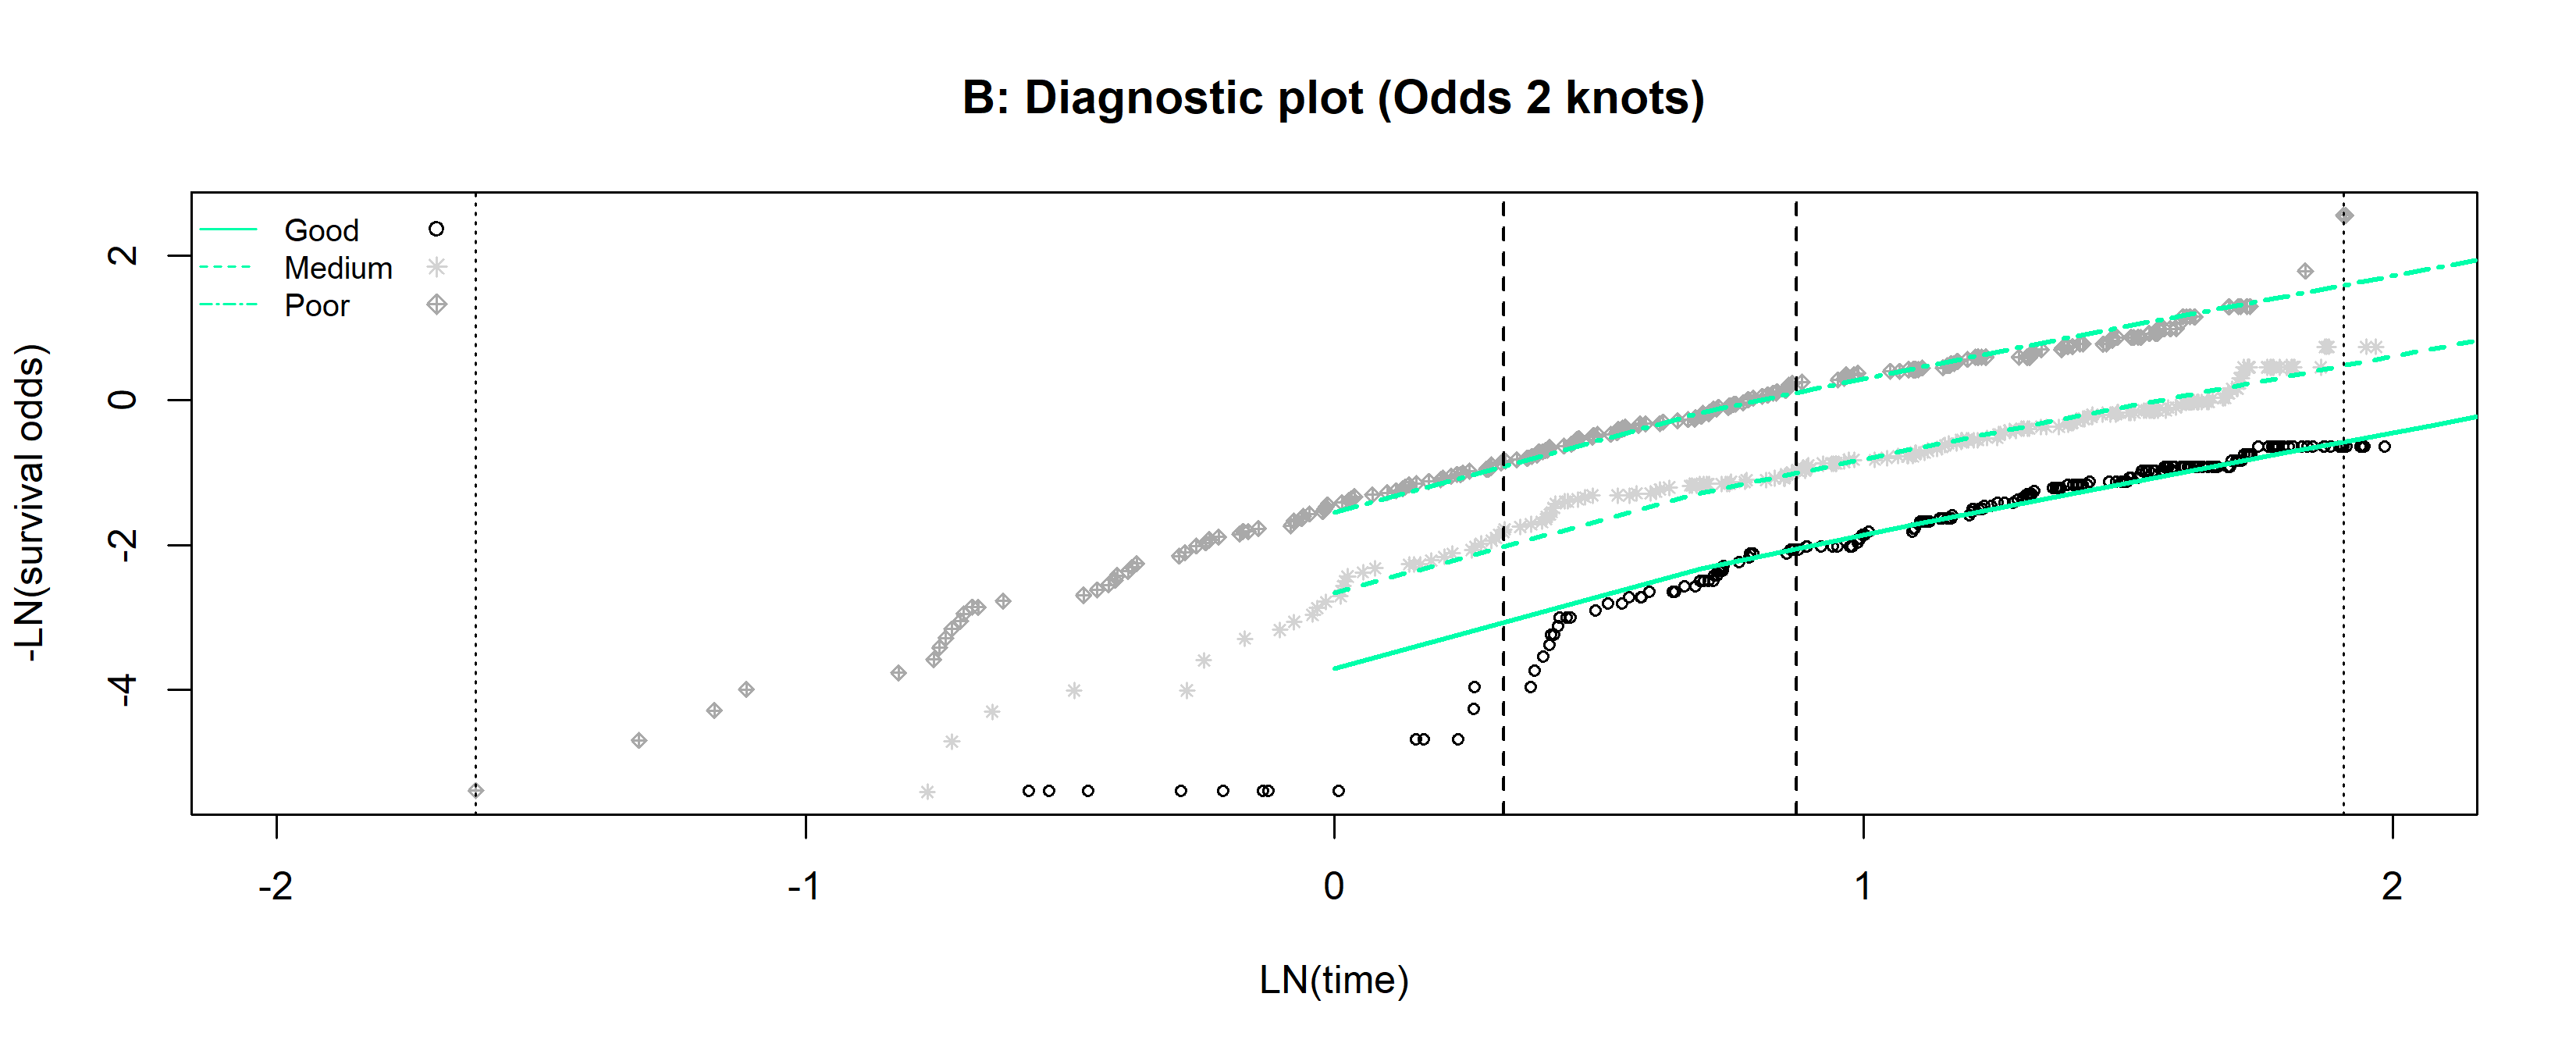 B: Diagnostic plot (Odds 2 knots)
Good
Medium
Poor
-LN(survival odds)
2
0
-2
-4
-2 -1 0 1 2
LN(time)